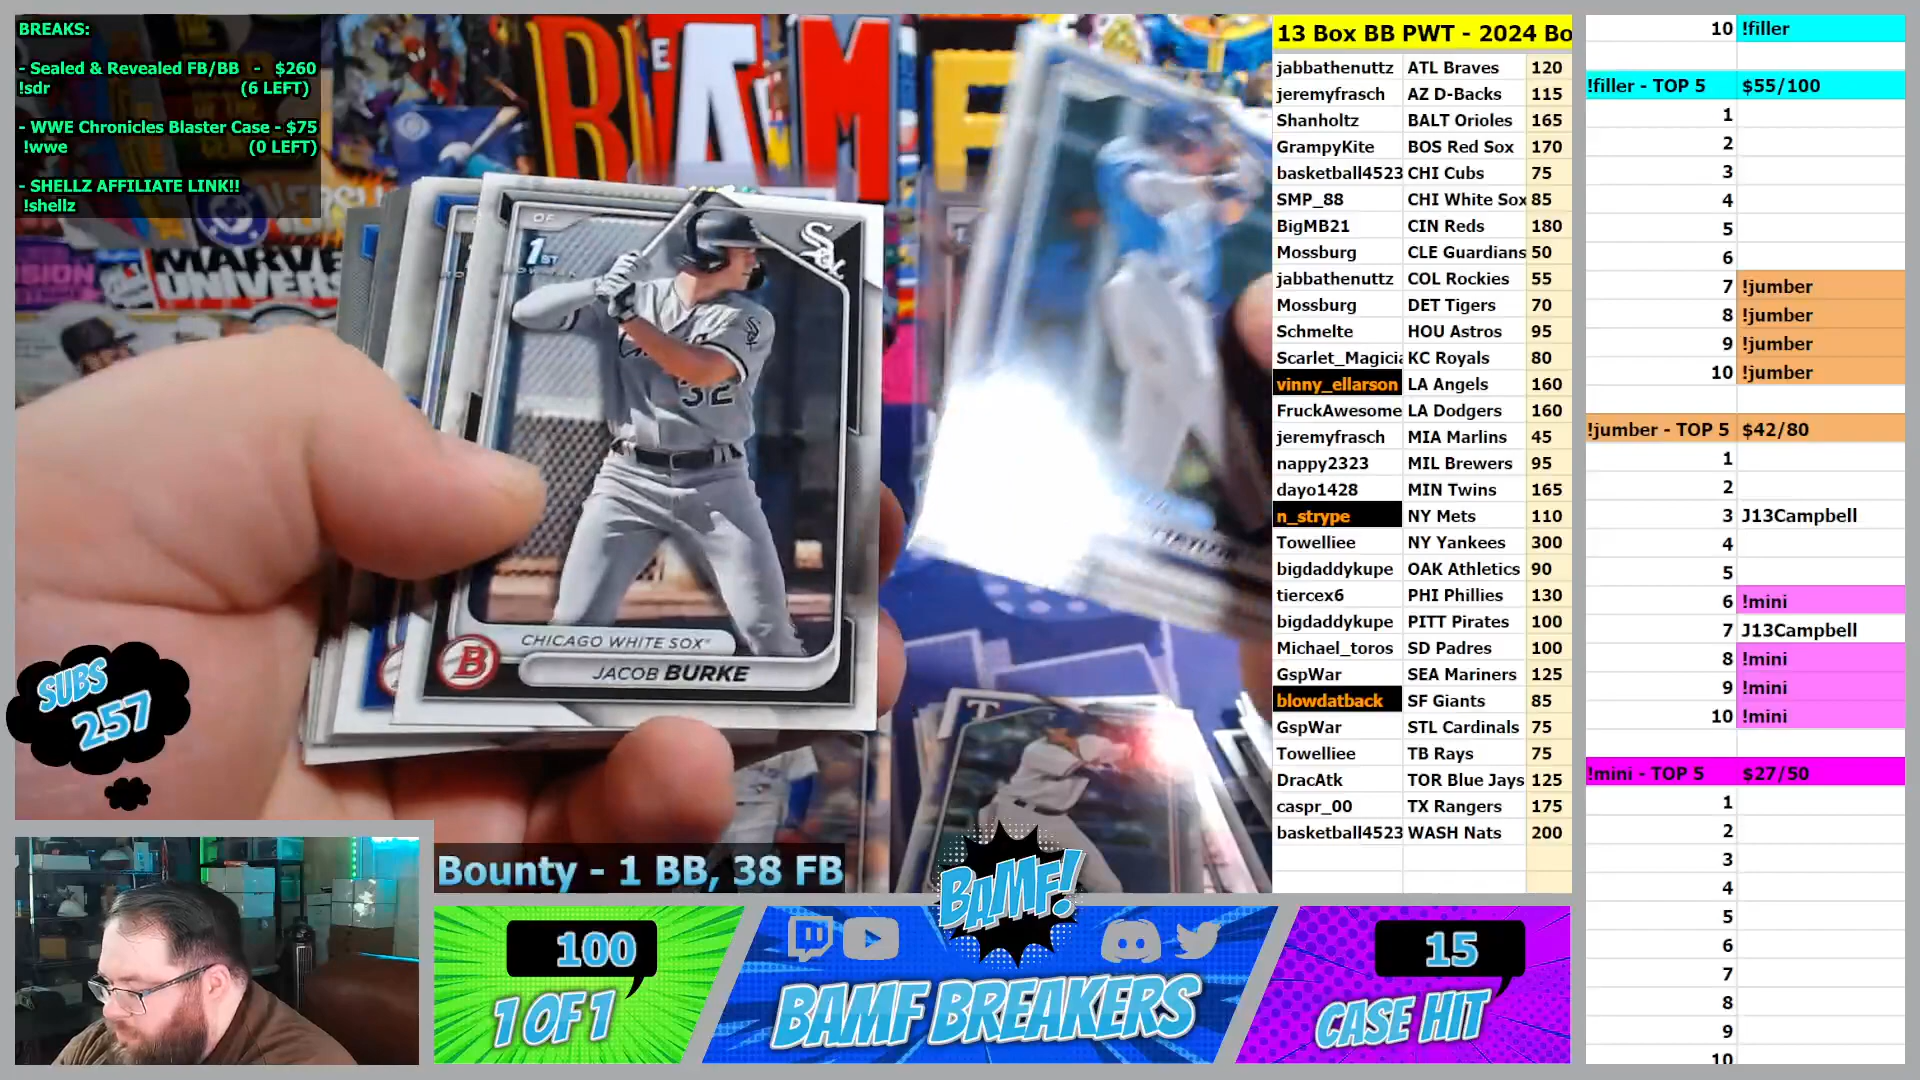 BREAKS:
- Sealed & Revealed FB/BB - $260
!sdr (6 LEFT)
- WWE Chronicles Blaster Case - $75
!wwe (0 LEFT)
- SHELLZ AFFILIATE LINK!!
!shellz
BAM
MARVE
UNIVERS
1ST
32
CHICAGO WHITE SOX
JACOB BURKE
B
SUBS
257
Bounty - 1 BB, 38 FB
100
1 OF 1
BAMF!
BAMF BREAKERS
15
CASE HIT
13 Box BB PWT - 2024 Bo
jabbathenuttz ATL Braves 120
jeremyfrasch AZ D-Backs 115
Shanholtz BALT Orioles 165
GrampyKite BOS Red Sox 170
basketball4523 CHI Cubs 75
SMP_88 CHI White Sox 85
BigMB21 CIN Reds 180
Mossburg CLE Guardians 50
jabbathenuttz COL Rockies 55
Mossburg DET Tigers 70
Schmelte HOU Astros 95
Scarlet_Magicia KC Royals 80
vinny_ellarson LA Angels 160
FruckAwesome LA Dodgers 160
jeremyfrasch MIA Marlins 45
nappy2323 MIL Brewers 95
dayo1428 MIN Twins 165
n_strype NY Mets 110
Towelliee NY Yankees 300
bigdaddykupe OAK Athletics 90
tiercex6 PHI Phillies 130
bigdaddykupe PITT Pirates 100
Michael_toros SD Padres 100
GspWar SEA Mariners 125
blowdatback SF Giants 85
GspWar STL Cardinals 75
Towelliee TB Rays 75
DracAtk TOR Blue Jays 125
caspr_00 TX Rangers 175
basketball4523 WASH Nats 200
10 !filler
!filler - TOP 5 $55/100
1
2
3
4
5
6
7 !jumber
8 !jumber
9 !jumber
10 !jumber
!jumber - TOP 5 $42/80
1
2
3 J13Campbell
4
5
6 !mini
7 J13Campbell
8 !mini
9 !mini
10 !mini
!mini - TOP 5 $27/50
1
2
3
4
5
6
7
8
9
10